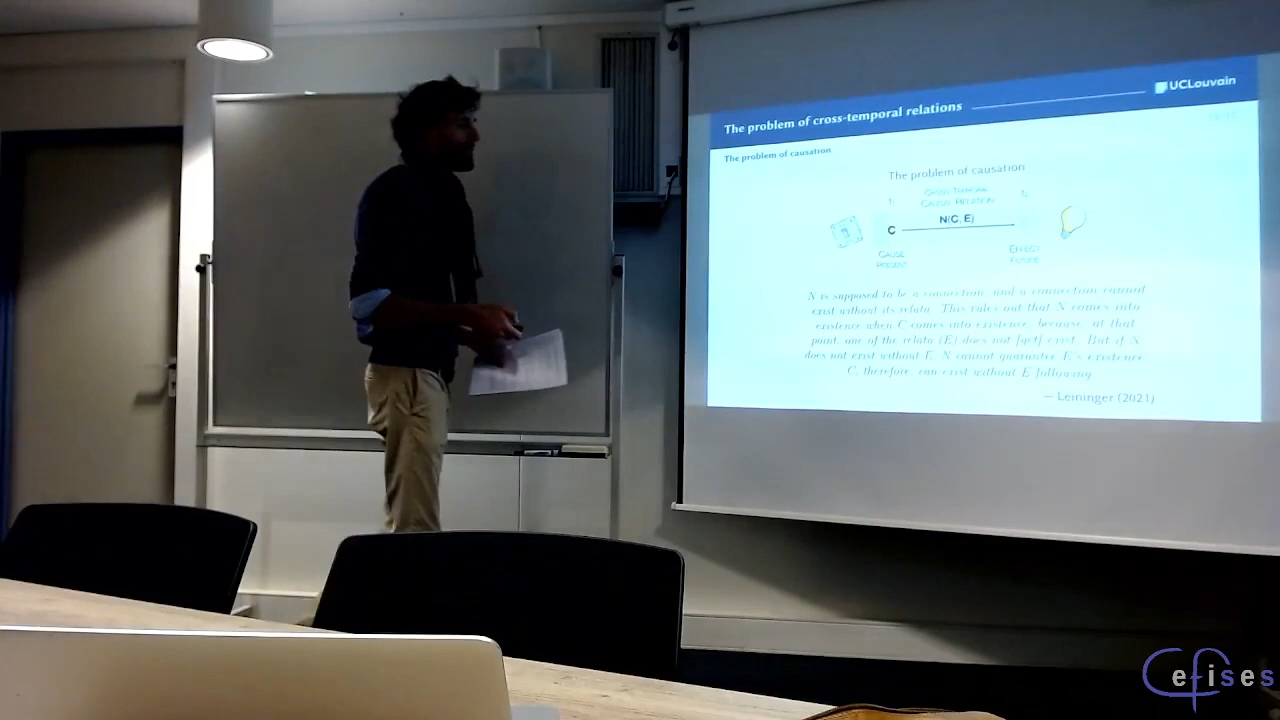 UCLouvain
The problem of cross-temporal relations
The problem of causation
The problem of causation
Cross-Temporal
Causal Relation
N(C, E)
C
Cause
Present
Effect
Future
N is supposed to be a connection, and a connection cannot
exist without its relata. This rules out that N comes into
existence when C comes into existence, because, at that
point, one of the relata (E) does not [yet] exist. But if N
does not exist without E, N cannot guarantee E's existence
C, therefore, can exist without E following
— Leininger (2021)
Cefises